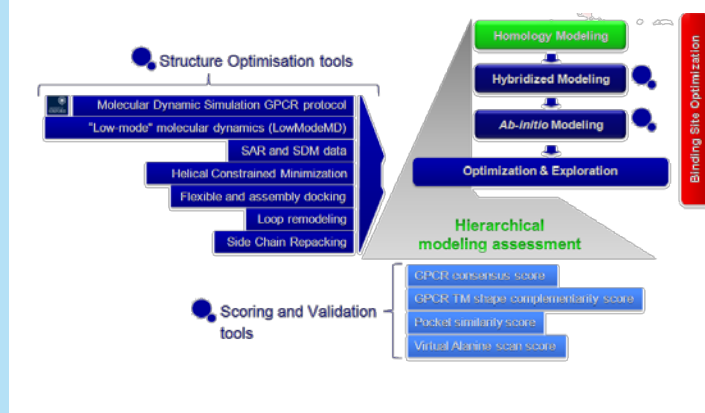 Structure Optimisation tools
Molecular Dynamic Simulation GPCR protocol
"Low-mode" molecular dynamics (LowModeMD)
SAR and SDM data
Helical Constrained Minimization
Flexible and assembly docking
Loop remodeling
Side Chain Repacking
Homology Modeling
Hybridized Modeling
Ab-initio Modeling
Optimization & Exploration
Binding Site Optimization
Hierarchical
modeling assessment
Scoring and Validation
tools
GPCR consensus score
GPCR TM shape complementarity score
Pocket similarity score
Virtual Alanine scan score